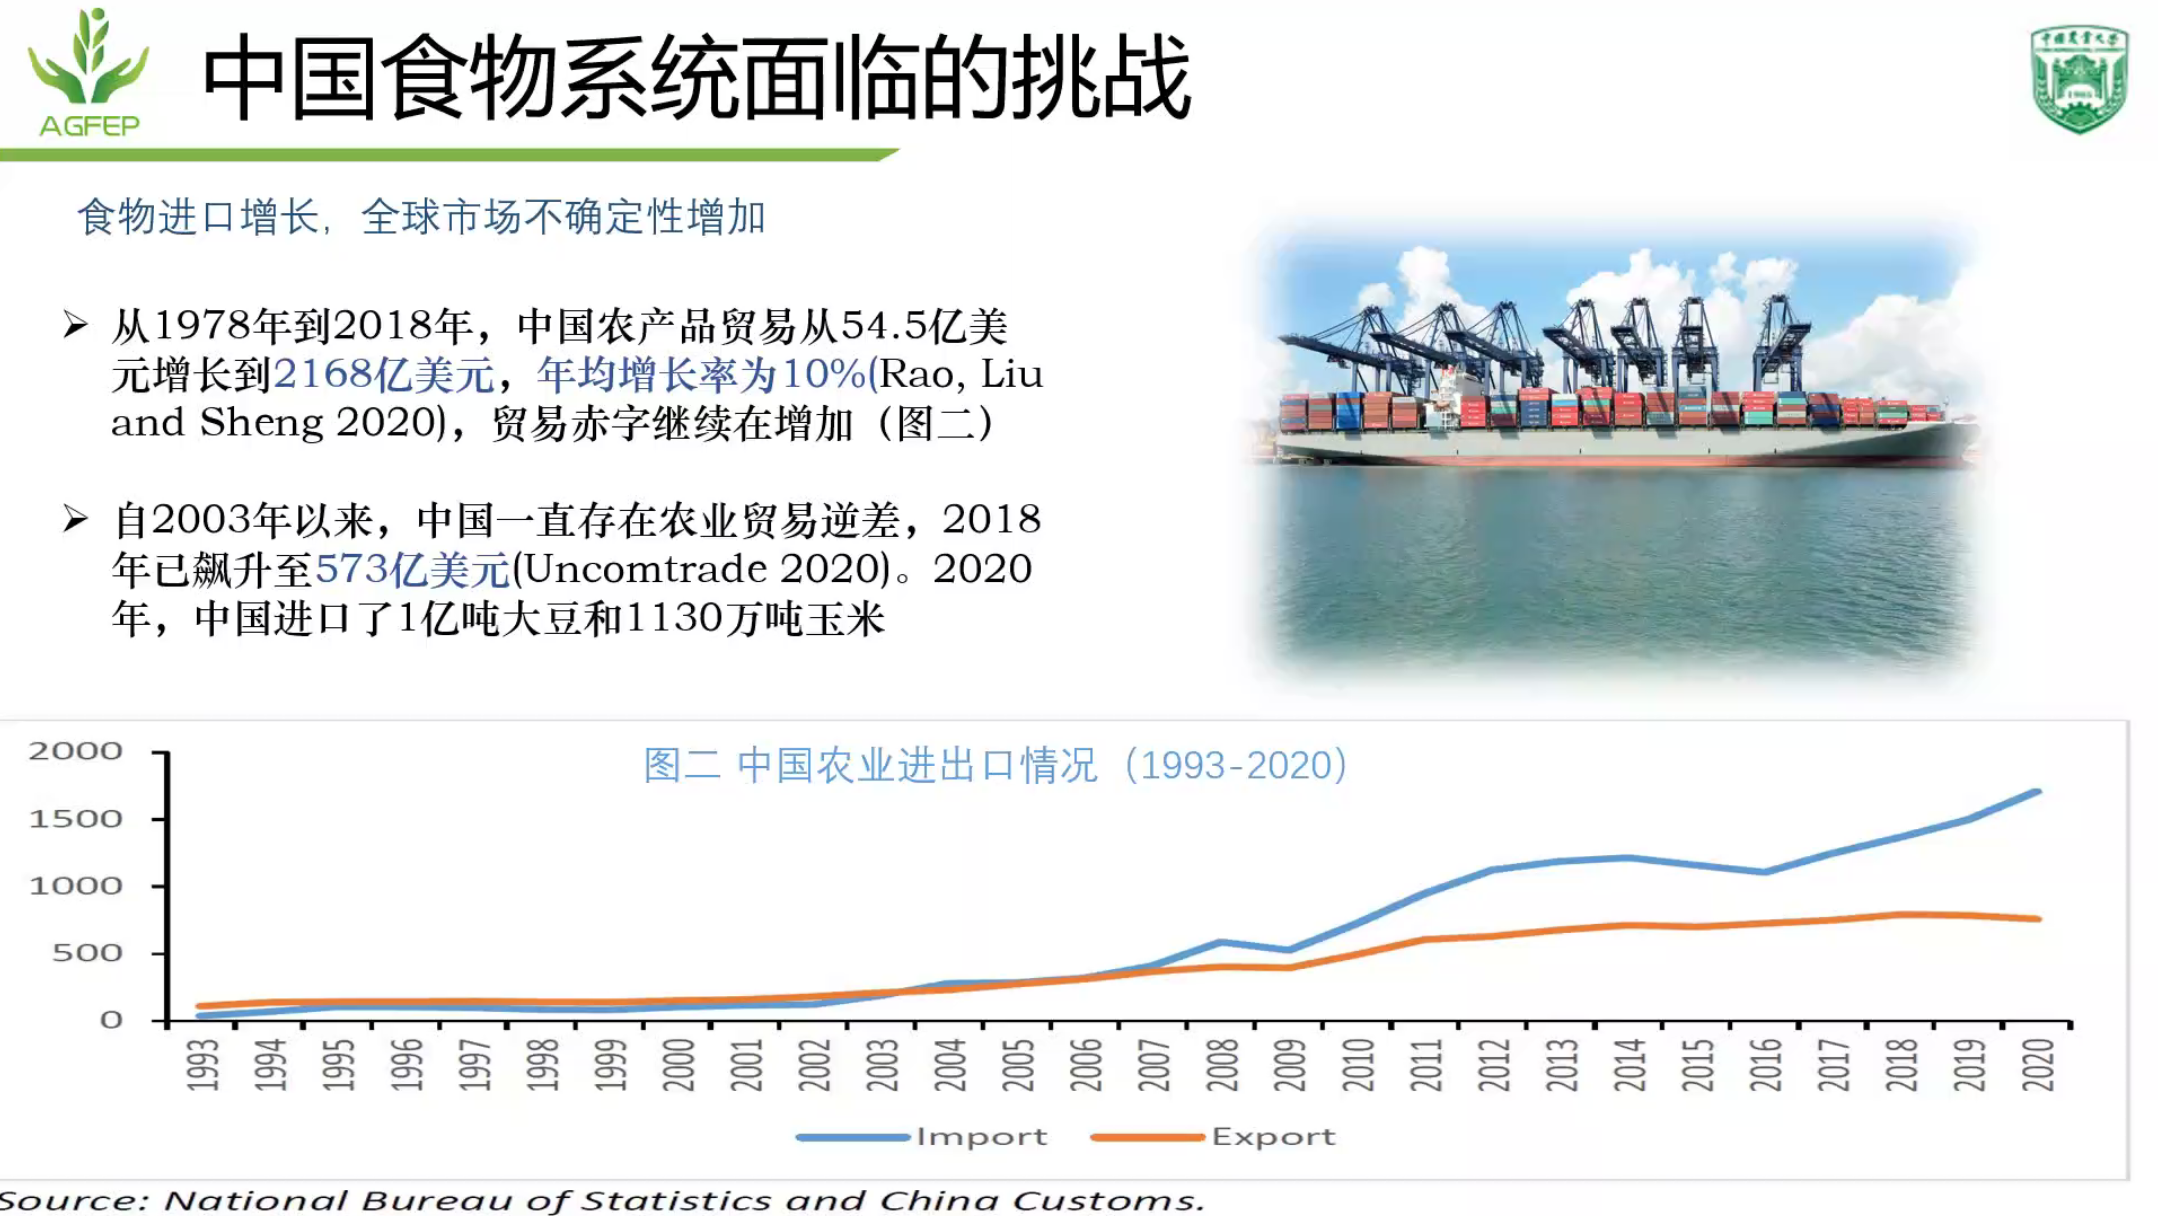 AGFEP
中国食物系统面临的挑战
中国农业大学
1905
食物进口增长，全球市场不确定性增加
从1978年到2018年，中国农产品贸易从54.5亿美
元增长到2168亿美元，年均增长率为10%(Rao, Liu
and Sheng 2020)，贸易赤字继续在增加（图二）
自2003年以来，中国一直存在农业贸易逆差，2018
年已飙升至573亿美元(Uncomtrade 2020)。2020
年，中国进口了1亿吨大豆和1130万吨玉米
图二 中国农业进出口情况（1993-2020）
2000
1500
1000
500
0
1993 1994 1995 1996 1997 1998 1999 2000 2001 2002 2003 2004 2005 2006 2007 2008 2009 2010 2011 2012 2013 2014 2015 2016 2017 2018 2019 2020
Import Export
Source: National Bureau of Statistics and China Customs.